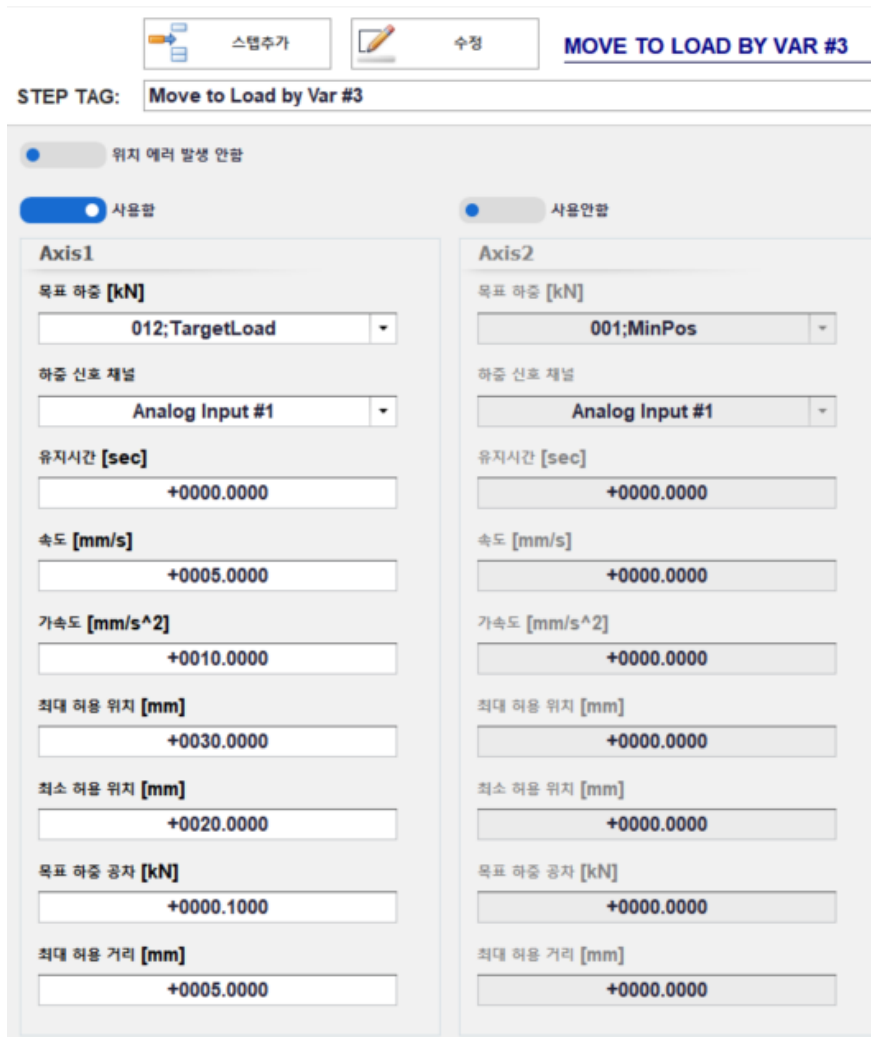 스텝추가 수정 MOVE TO LOAD BY VAR #3
STEP TAG: Move to Load by Var #3
위치 에러 발생 안함
사용함 사용안함
Axis1 Axis2
목표 하중 [kN] 목표 하중 [kN]
012;TargetLoad 001;MinPos
하중 신호 채널 하중 신호 채널
Analog Input #1 Analog Input #1
유지시간 [sec] 유지시간 [sec]
+0000.0000 +0000.0000
속도 [mm/s] 속도 [mm/s]
+0005.0000 +0000.0000
가속도 [mm/s^2] 가속도 [mm/s^2]
+0010.0000 +0000.0000
최대 허용 위치 [mm] 최대 허용 위치 [mm]
+0030.0000 +0000.0000
최소 허용 위치 [mm] 최소 허용 위치 [mm]
+0020.0000 +0000.0000
목표 하중 공차 [kN] 목표 하중 공차 [kN]
+0000.1000 +0000.0000
최대 허용 거리 [mm] 최대 허용 거리 [mm]
+0005.0000 +0000.0000